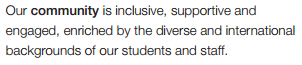 Our community is inclusive, supportive and
engaged, enriched by the diverse and international
backgrounds of our students and staff.